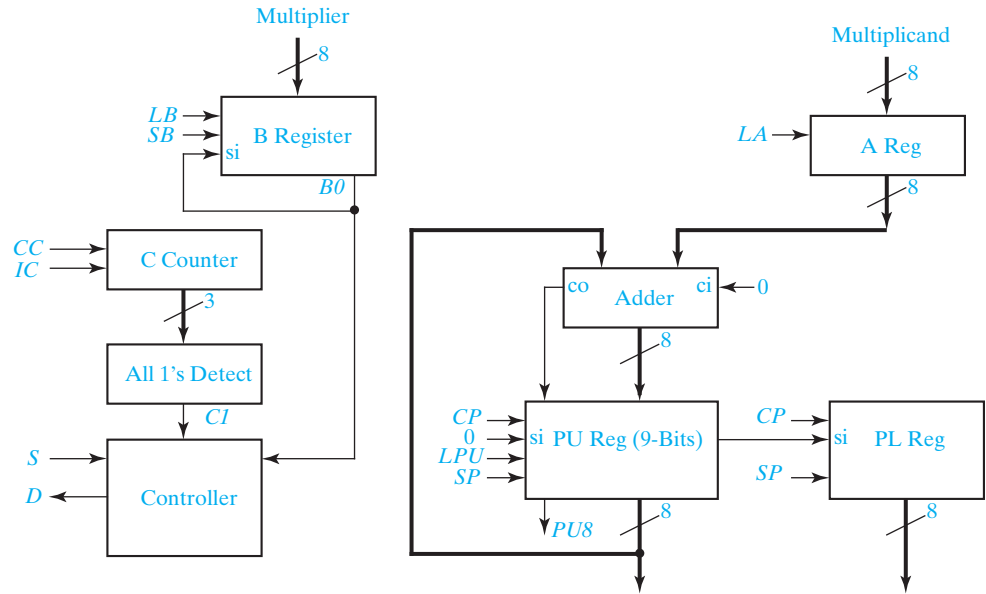 Multiplier
8
LB
SB
si
B Register
B0
CC
IC
C Counter
3
All 1's Detect
C1
S
D
Controller
Multiplicand
8
LA
A Reg
8
co
Adder
ci
0
8
CP
0
LPU
SP
si
PU Reg (9-Bits)
PU8
8
CP
SP
si
PL Reg
8